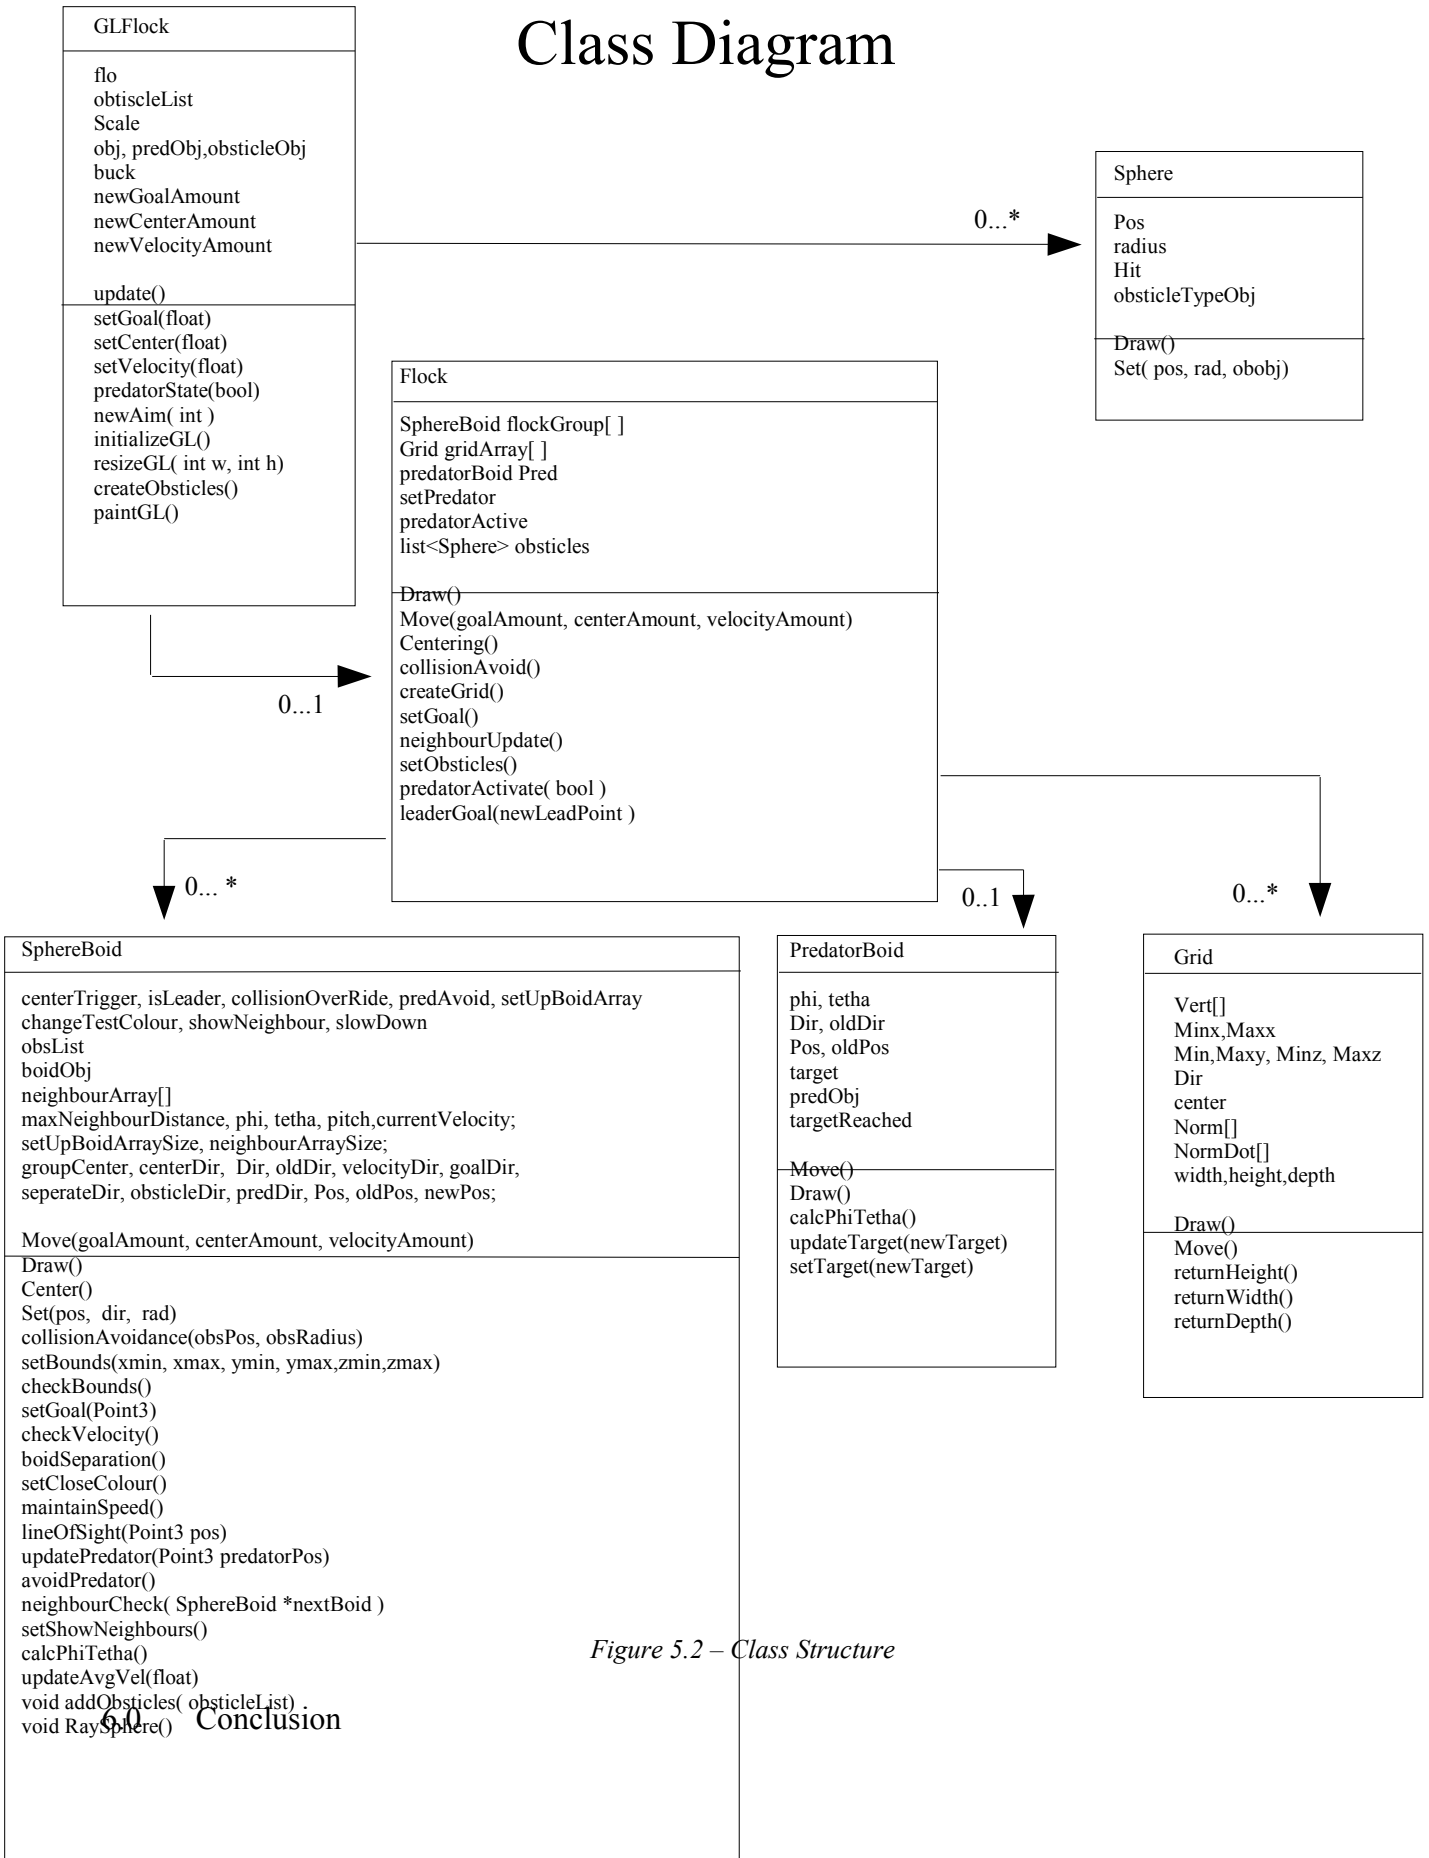 Class Diagram
GLFlock
flo
obtiscleList
Scale
obj, predObj,obsticleObj
buck
newGoalAmount
newCenterAmount
newVelocityAmount
update()
setGoal(float)
setCenter(float)
setVelocity(float)
predatorState(bool)
newAim( int )
initializeGL()
resizeGL( int w, int h)
createObsticles()
paintGL()
0...*
Sphere
Pos
radius
Hit
obsticleTypeObj
Draw()
Set( pos, rad, obobj)
0...1
Flock
SphereBoid flockGroup[ ]
Grid gridArray[ ]
predatorBoid Pred
setPredator
predatorActive
list<Sphere> obsticles
Draw()
Move(goalAmount, centerAmount, velocityAmount)
Centering()
collisionAvoid()
createGrid()
setGoal()
neighbourUpdate()
setObsticles()
predatorActivate( bool )
leaderGoal(newLeadPoint )
0... *
0..1
0...*
SphereBoid
centerTrigger, isLeader, collisionOverRide, predAvoid, setUpBoidArray
changeTestColour, showNeighbour, slowDown
obsList
boidObj
neighbourArray[]
maxNeighbourDistance, phi, tetha, pitch,currentVelocity;
setUpBoidArraySize, neighbourArraySize;
groupCenter, centerDir,  Dir, oldDir, velocityDir, goalDir,
seperateDir, obsticleDir, predDir, Pos, oldPos, newPos;
Move(goalAmount, centerAmount, velocityAmount)
Draw()
Center()
Set(pos,  dir,  rad)
collisionAvoidance(obsPos, obsRadius)
setBounds(xmin, xmax, ymin, ymax,zmin,zmax)
checkBounds()
setGoal(Point3)
checkVelocity()
boidSeparation()
setCloseColour()
maintainSpeed()
lineOfSight(Point3 pos)
updatePredator(Point3 predatorPos)
avoidPredator()
neighbourCheck( SphereBoid *nextBoid )
setShowNeighbours()
calcPhiTetha()
updateAvgVel(float)
void addObsticles( obsticleList)
void RaySphere()
PredatorBoid
phi, tetha
Dir, oldDir
Pos, oldPos
target
predObj
targetReached
Move()
Draw()
calcPhiTetha()
updateTarget(newTarget)
setTarget(newTarget)
Grid
Vert[]
Minx,Maxx
Min,Maxy, Minz, Maxz
Dir
center
Norm[]
NormDot[]
width,height,depth
Draw()
Move()
returnHeight()
returnWidth()
returnDepth()
Figure 5.2 – Class Structure
6.0 Conclusion